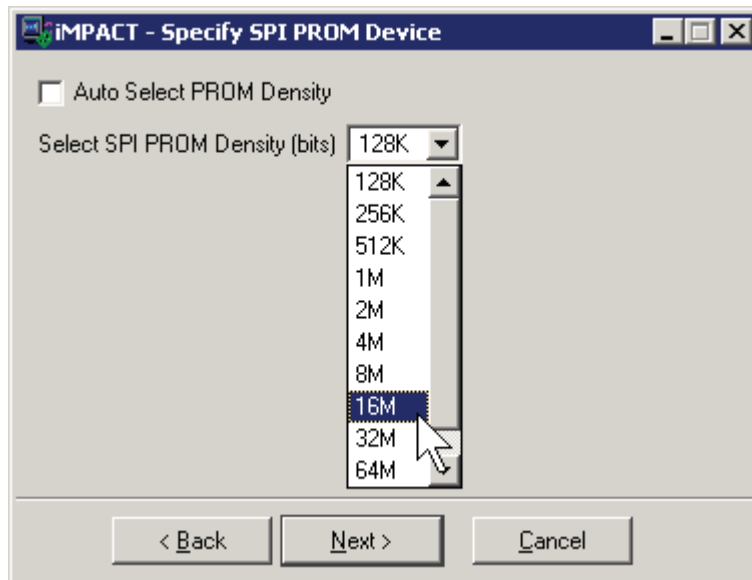 iMPACT - Specify SPI PROM Device
Auto Select PROM Density
Select SPI PROM Density (bits) 128K
128K
256K
512K
1M
2M
4M
8M
16M
32M
64M
< Back Next > Cancel